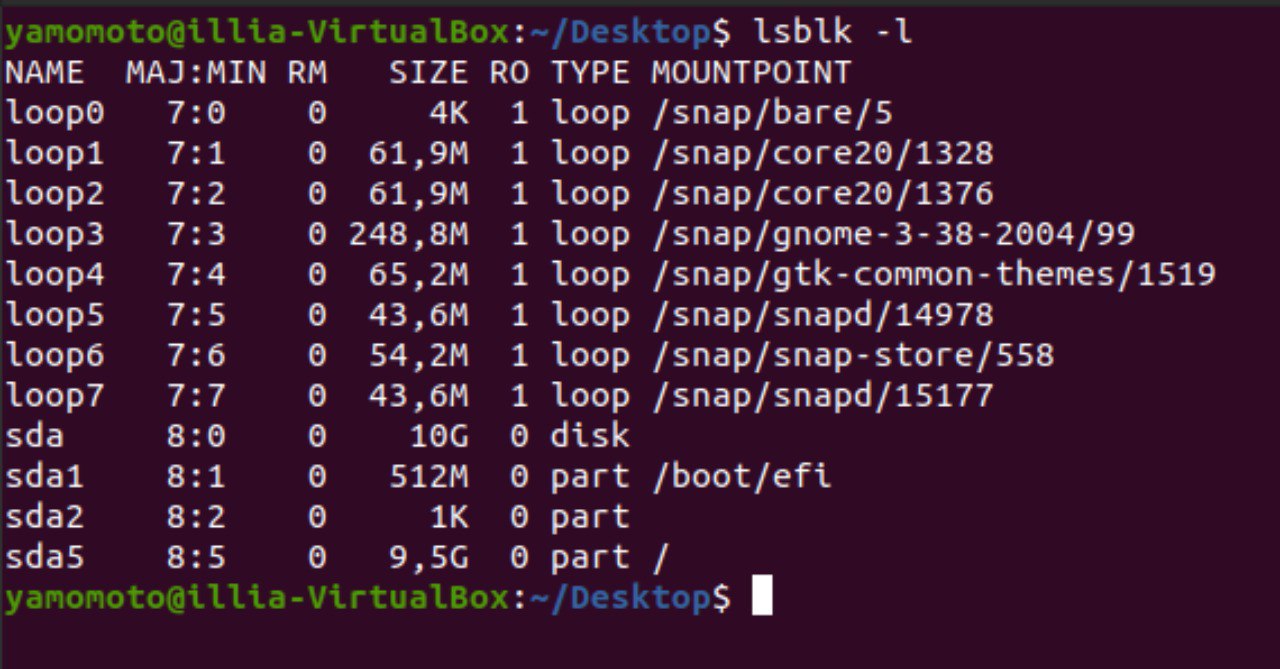 yamomoto@illia-VirtualBox:~/Desktop$ lsblk -l
NAME  MAJ:MIN RM   SIZE RO TYPE MOUNTPOINT
loop0   7:0    0     4K  1 loop /snap/bare/5
loop1   7:1    0  61,9M  1 loop /snap/core20/1328
loop2   7:2    0  61,9M  1 loop /snap/core20/1376
loop3   7:3    0 248,8M  1 loop /snap/gnome-3-38-2004/99
loop4   7:4    0  65,2M  1 loop /snap/gtk-common-themes/1519
loop5   7:5    0  43,6M  1 loop /snap/snapd/14978
loop6   7:6    0  54,2M  1 loop /snap/snap-store/558
loop7   7:7    0  43,6M  1 loop /snap/snapd/15177
sda     8:0    0    10G  0 disk
sda1    8:1    0   512M  0 part /boot/efi
sda2    8:2    0     1K  0 part
sda5    8:5    0   9,5G  0 part /
yamomoto@illia-VirtualBox:~/Desktop$